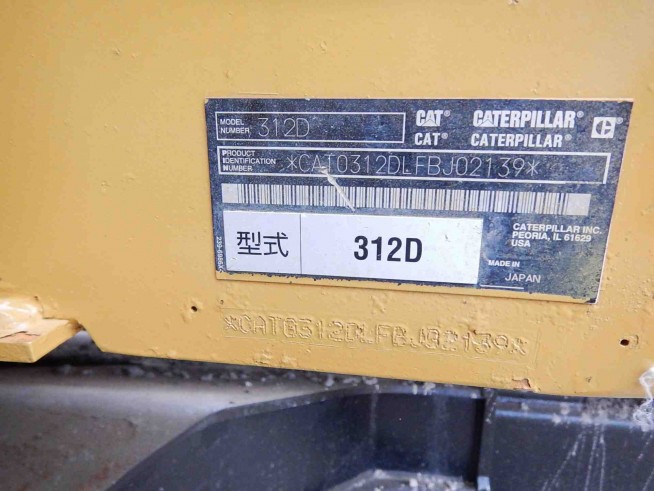 MODEL NUMBER 312D
CAT® CATERPILLAR®
CAT® CATERPILLAR®
PRODUCT IDENTIFICATION NUMBER *CAT0312DLFBJ02139*
型式 312D
CATERPILLAR INC.
PEORIA, IL 61629
USA
MADE IN
JAPAN
*CAT0312DLFBJ02139*